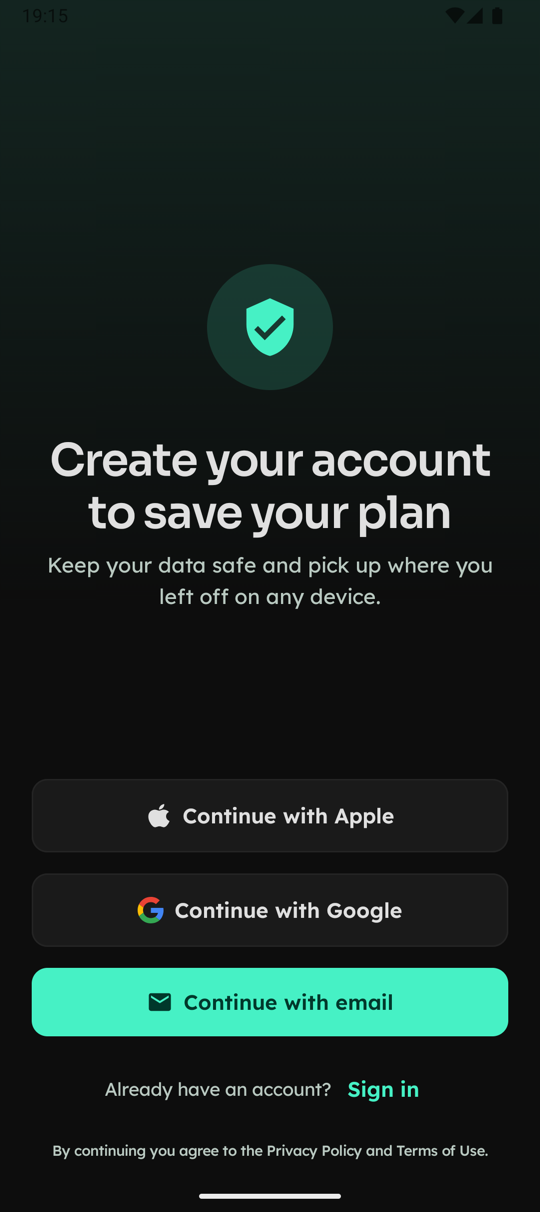 19:15
Create your account
to save your plan
Keep your data safe and pick up where you
left off on any device.
Continue with Apple
Continue with Google
Continue with email
Already have an account? Sign in
By continuing you agree to the Privacy Policy and Terms of Use.